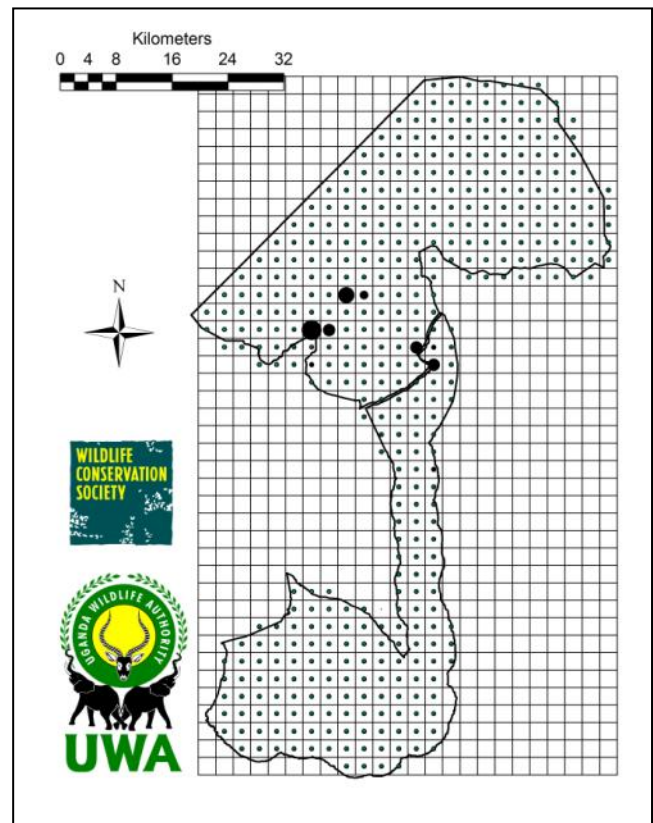 Kilometers
0 4 8 16 24 32
N
WILDLIFE
CONSERVATION
SOCIETY
UGANDA WILDLIFE AUTHORITY
UWA